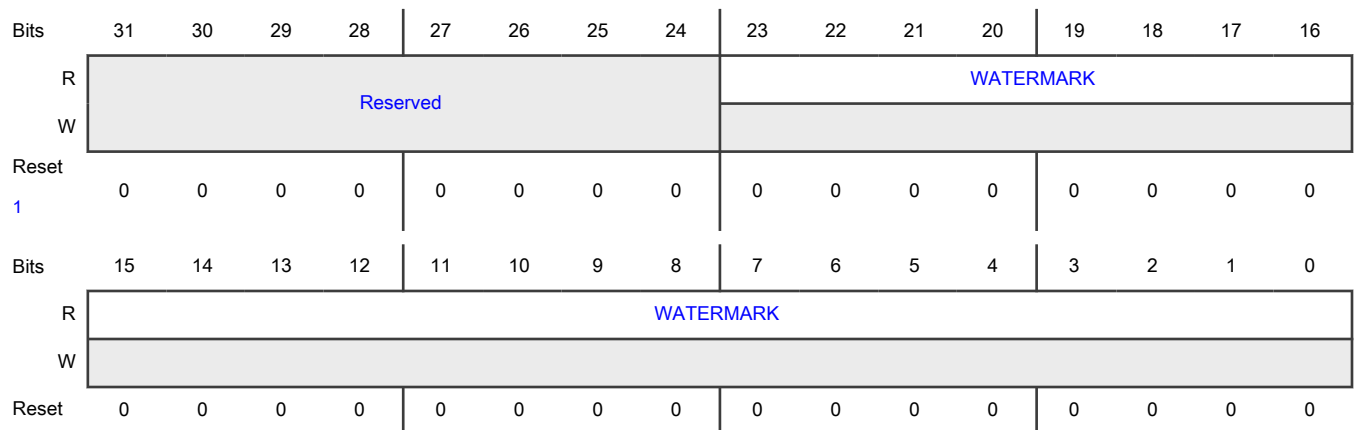 Bits 31 30 29 28 27 26 25 24 23 22 21 20 19 18 17 16
R WATERMARK
Reserved
W
Reset
0 0 0 0 0 0 0 0 0 0 0 0 0 0 0 0
1
Bits 15 14 13 12 11 10 9 8 7 6 5 4 3 2 1 0
R WATERMARK
W
Reset 0 0 0 0 0 0 0 0 0 0 0 0 0 0 0 0